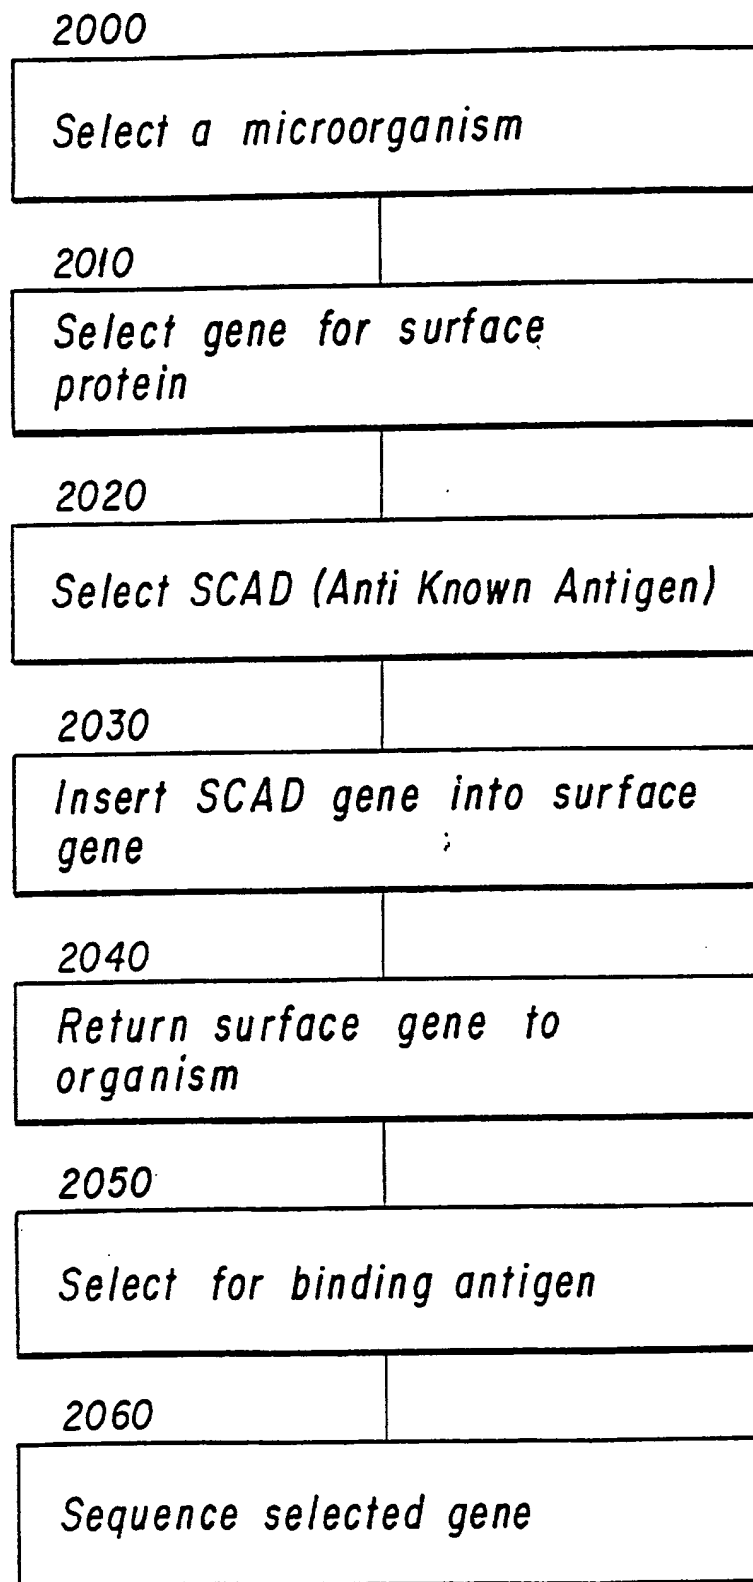 2000
Select a microorganism
2010
Select gene for surface
protein
2020
Select SCAD (Anti Known Antigen)
2030
Insert SCAD gene into surface
gene
2040
Return surface gene to
organism
2050
Select for binding antigen
2060
Sequence selected gene